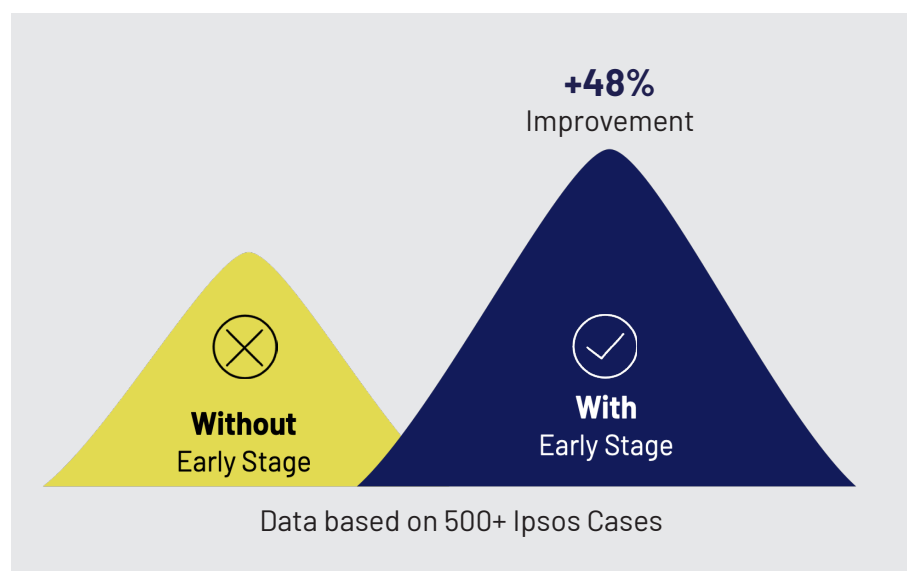 +48%
Improvement
Without
Early Stage
With
Early Stage
Data based on 500+ Ipsos Cases